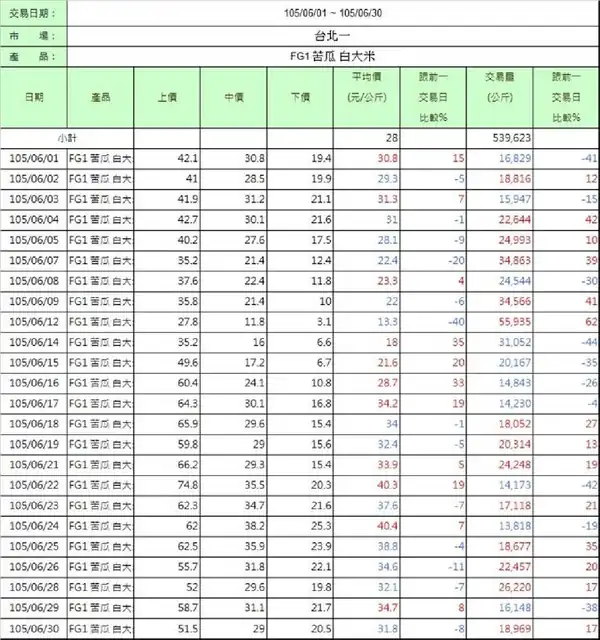 交易日期： 105/06/01 ~ 105/06/30
市　場： 台北一
產　品： FG1 苦瓜 白大米
日期 產品 上價 中價 下價 平均價 (元/公斤) 跟前一 交易日 比較% 交易量 (公斤) 跟前一 交易日 比較%
小計 28 539,623
105/06/01 FG1 苦瓜 白大 42.1 30.8 19.4 30.8 15 16,829 -41
105/06/02 FG1 苦瓜 白大 41 28.5 19.9 29.3 -5 18,816 12
105/06/03 FG1 苦瓜 白大 41.9 31.2 21.1 31.3 7 15,947 -15
105/06/04 FG1 苦瓜 白大 42.7 30.1 21.6 31 -1 22,644 42
105/06/05 FG1 苦瓜 白大 40.2 27.6 17.5 28.1 -9 24,993 10
105/06/07 FG1 苦瓜 白大 35.2 21.4 12.4 22.4 -20 34,863 39
105/06/08 FG1 苦瓜 白大 37.6 22.4 11.8 23.3 4 24,544 -30
105/06/09 FG1 苦瓜 白大 35.8 21.4 10 22 -6 34,566 41
105/06/12 FG1 苦瓜 白大 27.8 11.8 3.1 13.3 -40 55,935 62
105/06/14 FG1 苦瓜 白大 35.2 16 6.6 18 35 31,052 -44
105/06/15 FG1 苦瓜 白大 49.6 17.2 6.7 21.6 20 20,167 -35
105/06/16 FG1 苦瓜 白大 60.4 24.1 10.8 28.7 33 14,843 -26
105/06/17 FG1 苦瓜 白大 64.3 30.1 16.8 34.2 19 14,230 -4
105/06/18 FG1 苦瓜 白大 65.9 29.6 15.4 34 -1 18,052 27
105/06/19 FG1 苦瓜 白大 59.8 29 15.6 32.4 -5 20,314 13
105/06/21 FG1 苦瓜 白大 66.2 29.3 15.4 33.9 5 24,248 19
105/06/22 FG1 苦瓜 白大 74.8 35.5 20.3 40.3 19 14,173 -42
105/06/23 FG1 苦瓜 白大 62.3 34.7 21.6 37.6 -7 17,118 21
105/06/24 FG1 苦瓜 白大 62 38.2 25.3 40.4 7 13,818 -19
105/06/25 FG1 苦瓜 白大 62.5 35.9 23.9 38.8 -4 18,677 35
105/06/26 FG1 苦瓜 白大 55.7 31.8 22.1 34.6 -11 22,457 20
105/06/28 FG1 苦瓜 白大 52 29.6 19.8 32.1 -7 26,220 17
105/06/29 FG1 苦瓜 白大 58.7 31.1 21.7 34.7 8 16,148 -38
105/06/30 FG1 苦瓜 白大 51.5 29 20.5 31.8 -8 18,969 17